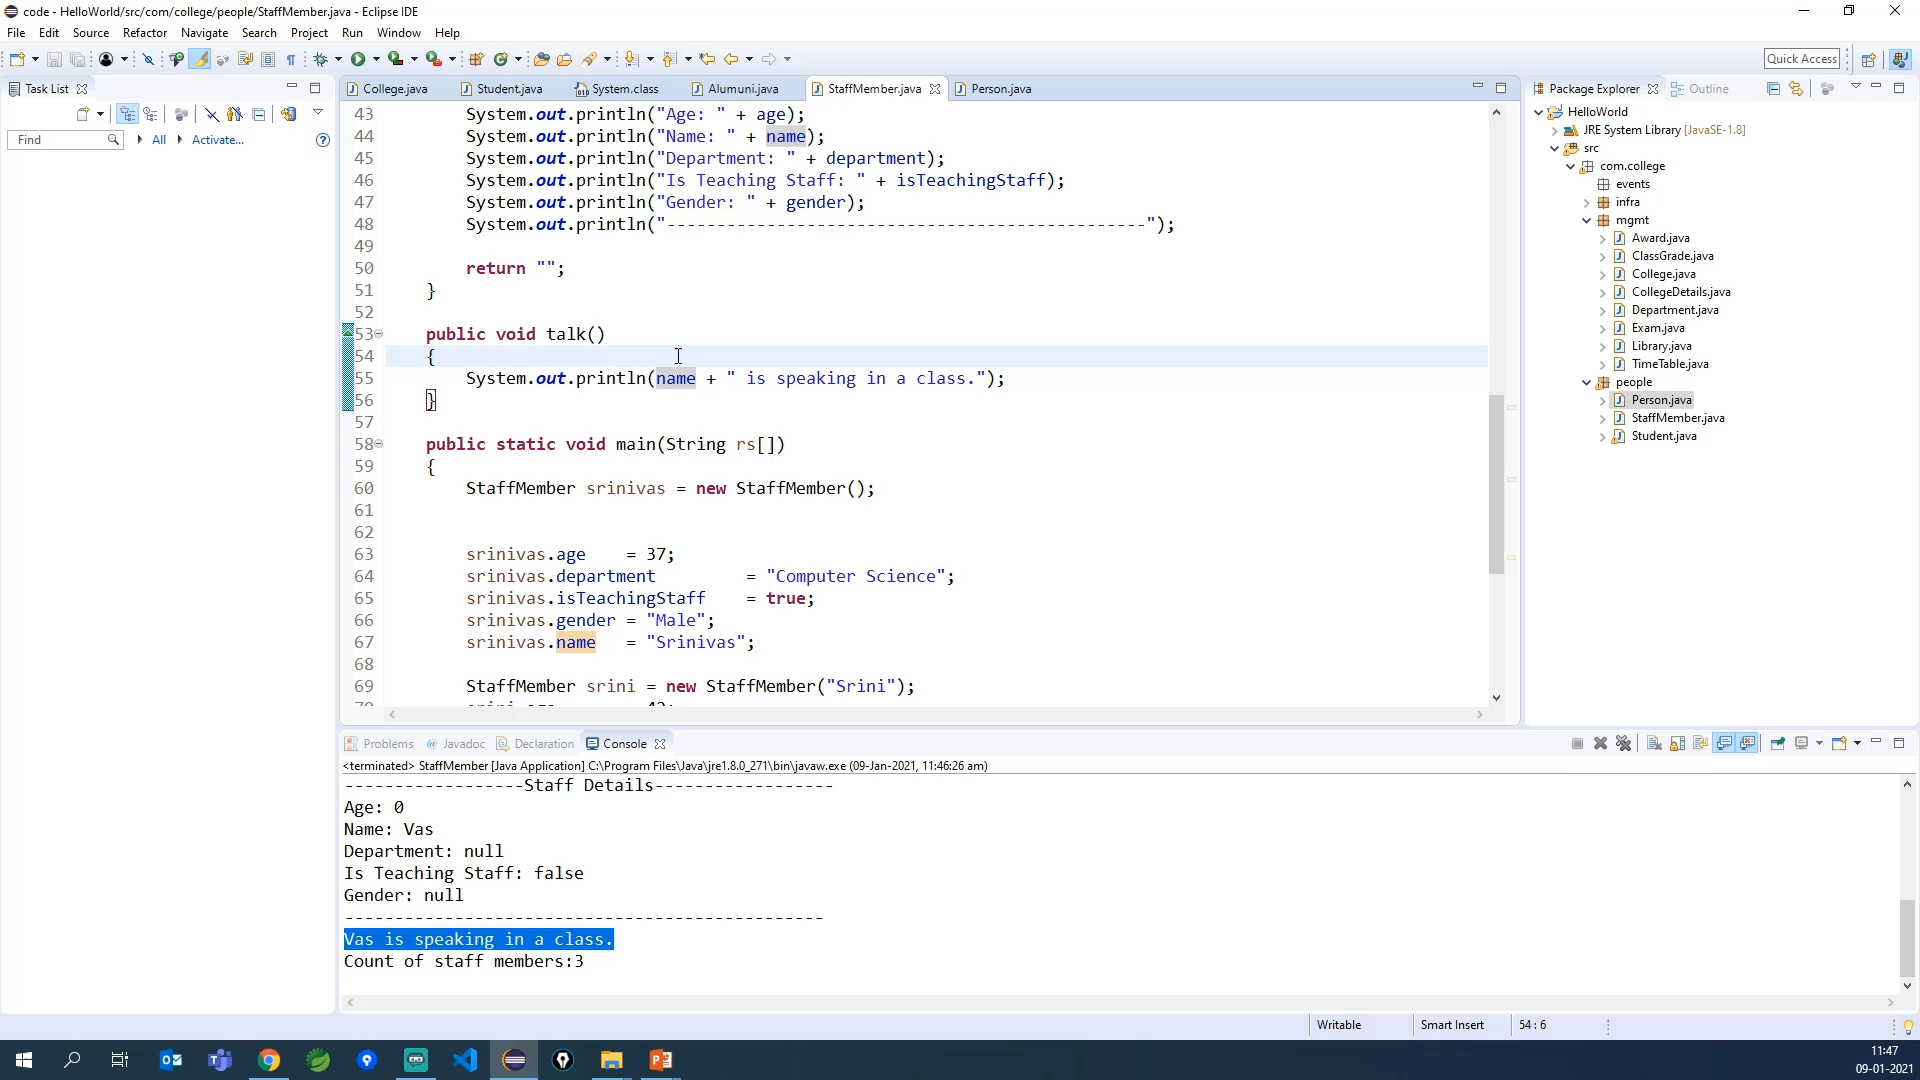 code - HelloWorld/src/com/college/people/StaffMember.java - Eclipse IDE
File Edit Source Refactor Navigate Search Project Run Window Help
Quick Access
Task List
Find All Activate...
College.java Student.java System.class Alumuni.java StaffMember.java Person.java
43 System.out.println("Age: " + age);
44 System.out.println("Name: " + name);
45 System.out.println("Department: " + department);
46 System.out.println("Is Teaching Staff: " + isTeachingStaff);
47 System.out.println("Gender: " + gender);
48 System.out.println("------------------------------------------------");
49
50 return "";
51 }
52
53 public void talk()
54 {
55 System.out.println(name + " is speaking in a class.");
56 }
57
58 public static void main(String rs[])
59 {
60 StaffMember srinivas = new StaffMember();
61
62
63 srinivas.age = 37;
64 srinivas.department = "Computer Science";
65 srinivas.isTeachingStaff = true;
66 srinivas.gender = "Male";
67 srinivas.name = "Srinivas";
68
69 StaffMember srini = new StaffMember("Srini");
Package Explorer Outline
HelloWorld
JRE System Library [JavaSE-1.8]
src
com.college
events
infra
mgmt
Award.java
ClassGrade.java
College.java
CollegeDetails.java
Department.java
Exam.java
Library.java
TimeTable.java
people
Person.java
StaffMember.java
Student.java
Problems Javadoc Declaration Console
<terminated> StaffMember [Java Application] C:\Program Files\Java\jre1.8.0_271\bin\javaw.exe (09-Jan-2021, 11:46:26 am)
------------------Staff Details------------------
Age: 0
Name: Vas
Department: null
Is Teaching Staff: false
Gender: null
------------------------------------------------
Vas is speaking in a class.
Count of staff members:3
Writable Smart Insert 54 : 6
11:47
09-01-2021